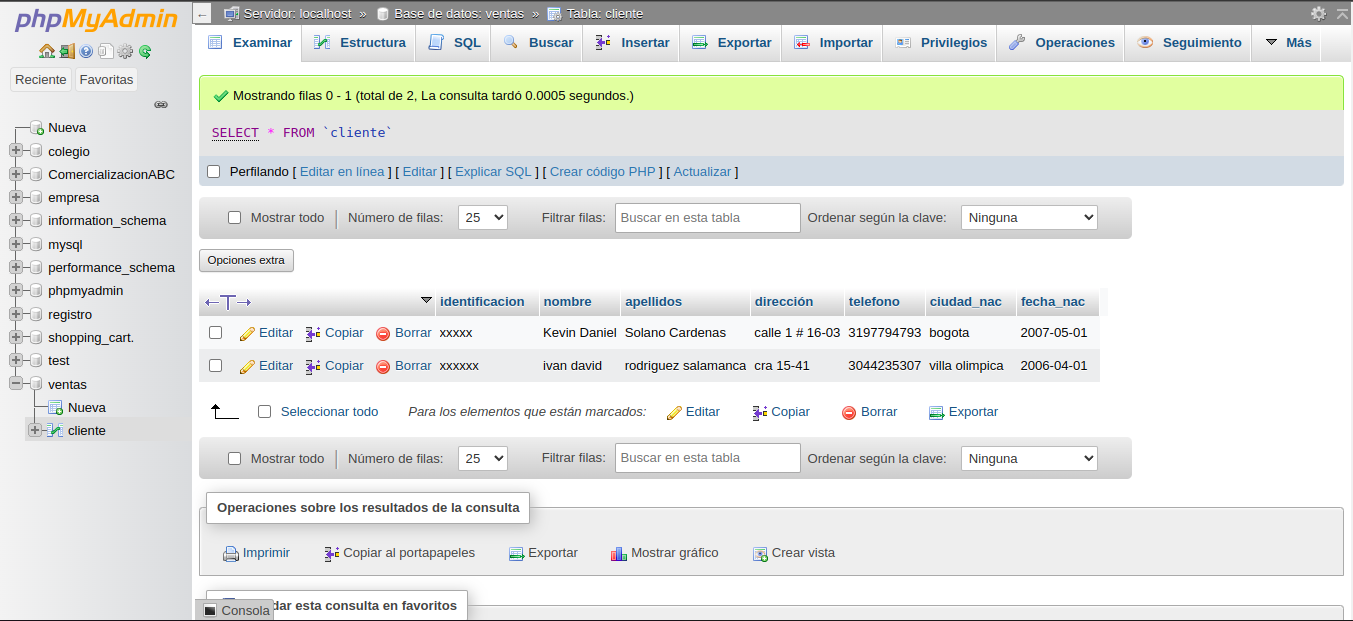 phpMyAdmin
Reciente Favoritas
Nueva
colegio
ComercializacionABC
empresa
information_schema
mysql
performance_schema
phpmyadmin
registro
shopping_cart.
test
ventas
Nueva
cliente
Servidor: localhost » Base de datos: ventas » Tabla: cliente
Examinar Estructura SQL Buscar Insertar Exportar Importar Privilegios Operaciones Seguimiento Más
Mostrando filas 0 - 1 (total de 2, La consulta tardó 0.0005 segundos.)
SELECT * FROM `cliente`
Perfilando [ Editar en línea ] [ Editar ] [ Explicar SQL ] [ Crear código PHP ] [ Actualizar ]
Mostrar todo | Número de filas: 25 Filtrar filas: Buscar en esta tabla Ordenar según la clave: Ninguna
Opciones extra
←T→ identificacion nombre apellidos dirección telefono ciudad_nac fecha_nac
Editar Copiar Borrar xxxxx Kevin Daniel Solano Cardenas calle 1 # 16-03 3197794793 bogota 2007-05-01
Editar Copiar Borrar xxxxxx ivan david rodriguez salamanca cra 15-41 3044235307 villa olimpica 2006-04-01
Seleccionar todo Para los elementos que están marcados: Editar Copiar Borrar Exportar
Mostrar todo | Número de filas: 25 Filtrar filas: Buscar en esta tabla Ordenar según la clave: Ninguna
Operaciones sobre los resultados de la consulta
Imprimir Copiar al portapapeles Exportar Mostrar gráfico Crear vista
dar esta consulta en favoritos
Consola